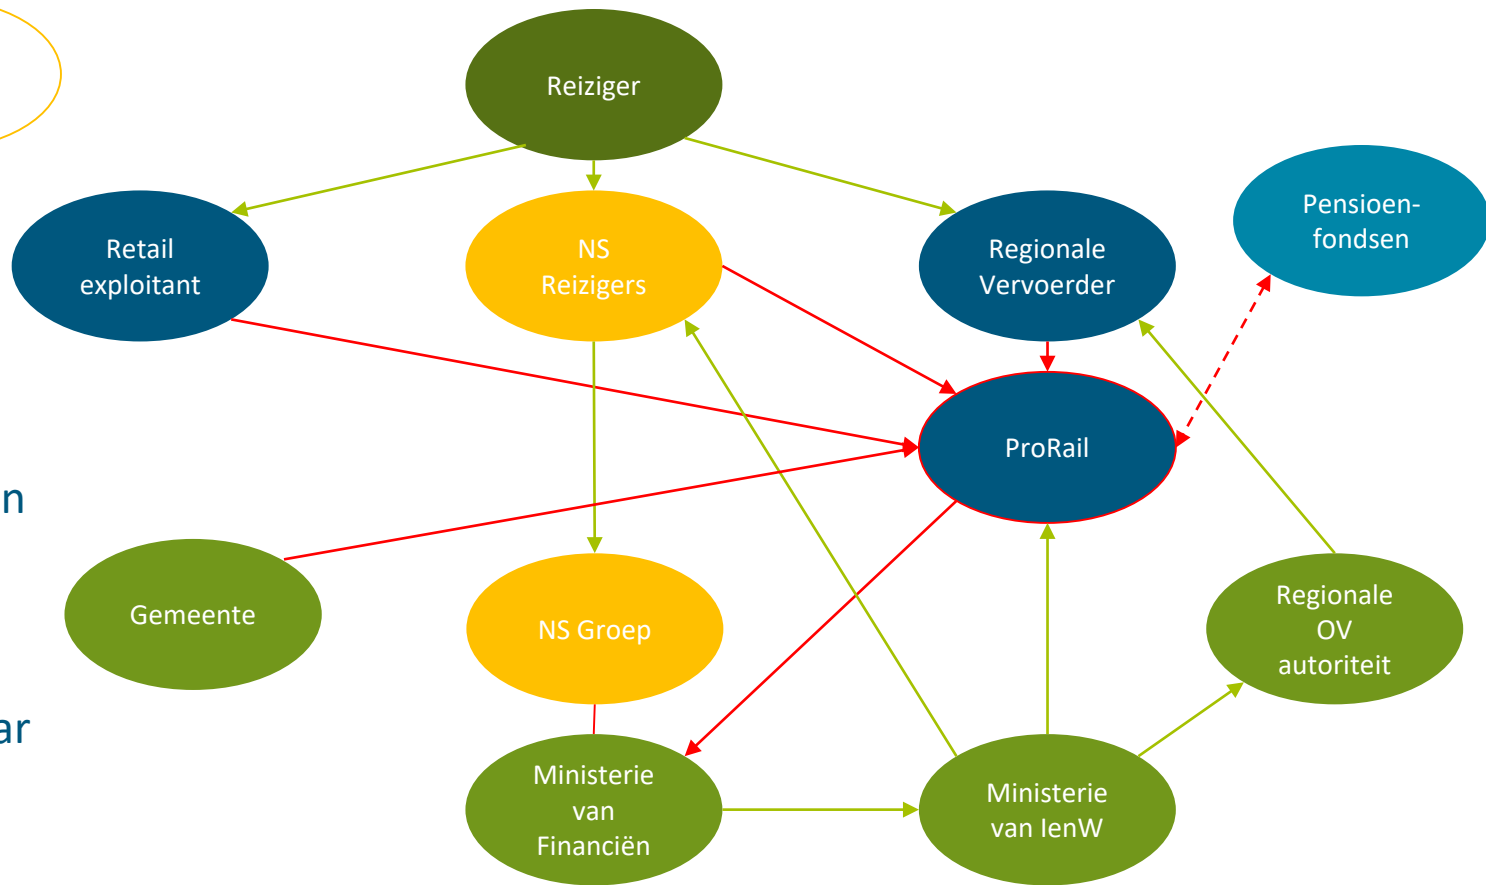 Reiziger
Retail
exploitant
NS
Reizigers
Regionale
Vervoerder
Pensioen-
fondsen
ProRail
n
Gemeente
NS Groep
Regionale
OV
autoriteit
ar
Ministerie
van
Financiën
Ministerie
van IenW